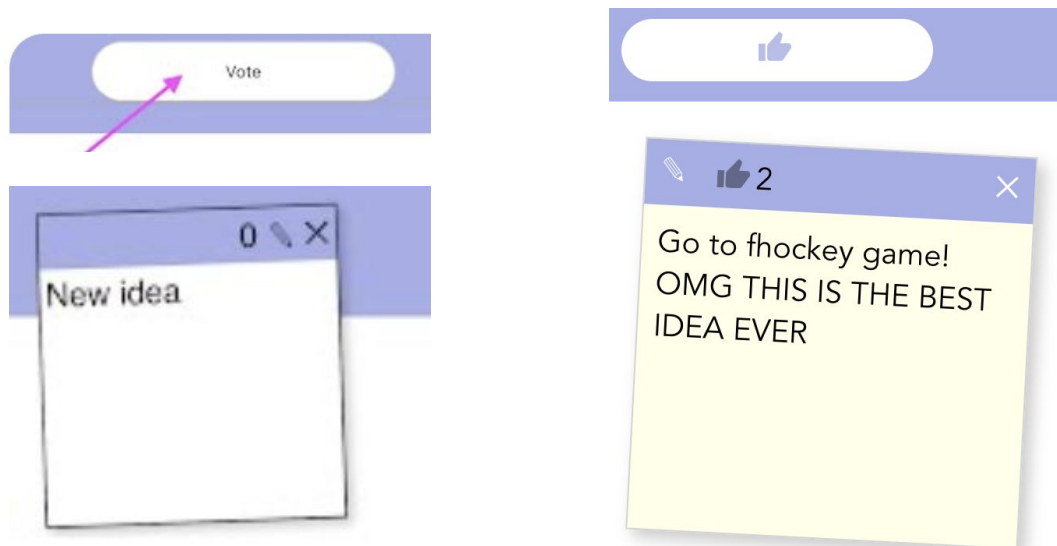 Vote
0
New idea
2
Go to fhockey game!
OMG THIS IS THE BEST
IDEA EVER